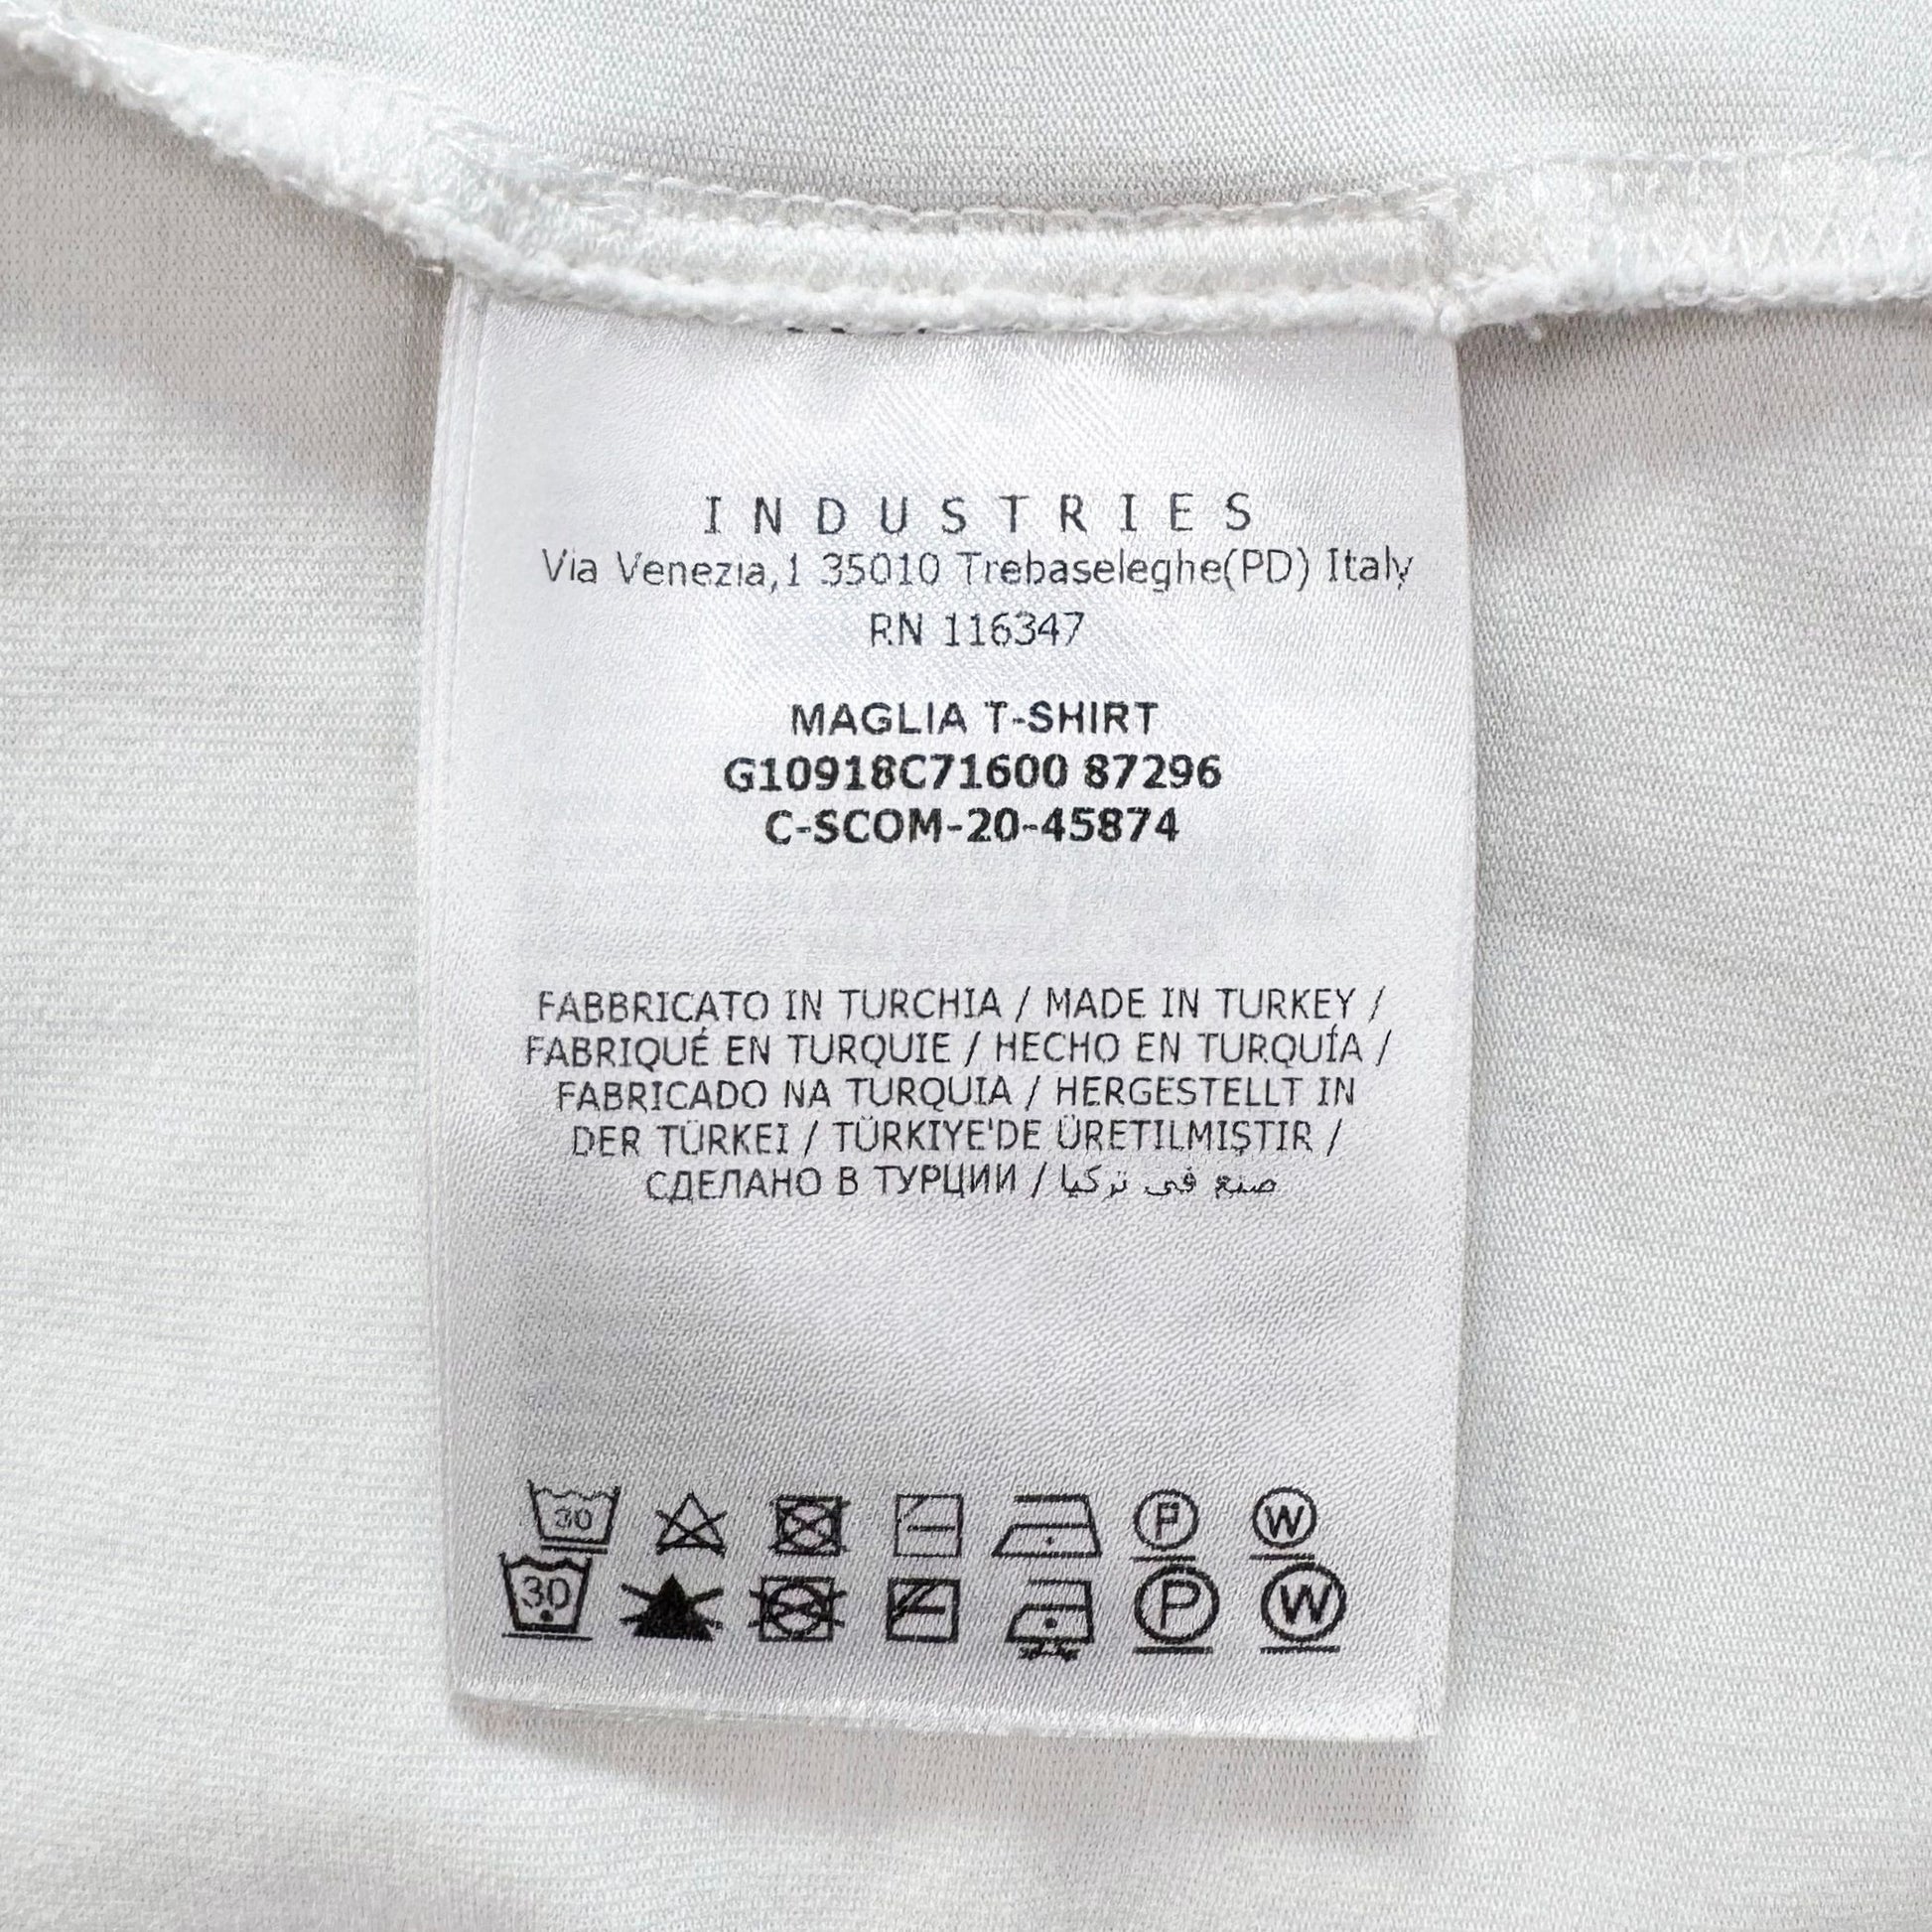 INDUSTRIES
Via Venezia,1 35010 Trebaseleghe(PD) Italy
RN 116347
MAGLIA T-SHIRT
G10918C71600 87296
C-SCOM-20-45874
FABBRICATO IN TURCHIA / MADE IN TURKEY /
FABRIQUÉ EN TURQUIE / HECHO EN TURQUÍA /
FABRICADO NA TURQUIA / HERGESTELLT IN
DER TÜRKEI / TÜRKIYE'DE ÜRETILMIŞTIR /
СДЕЛАНО В ТУРЦИИ / صنع في تركيا
30 P W
30 P W